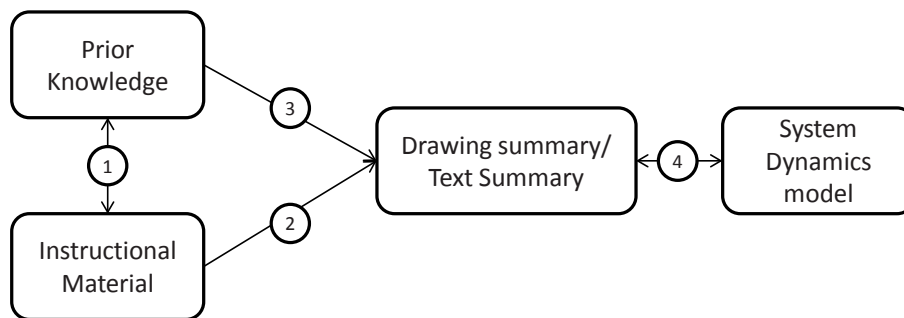 Prior
Knowledge
3
Drawing summary/
Text Summary
4
System
Dynamics
model
1
2
Instructional
Material